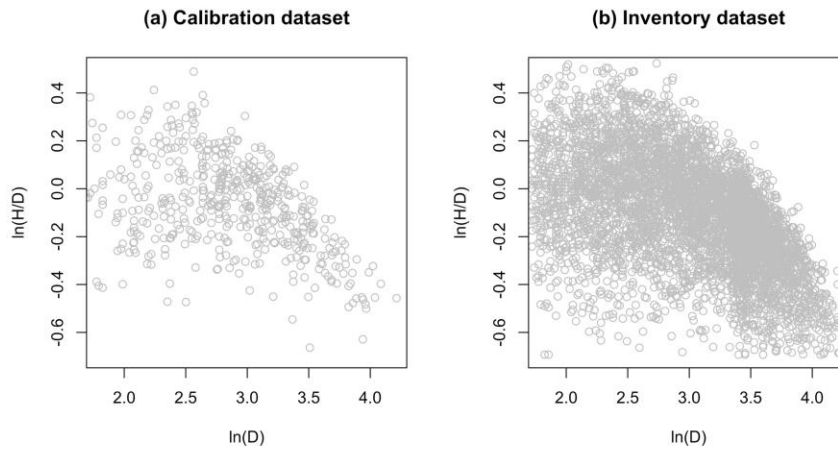 (a) Calibration dataset
ln(H/D)
0.4
0.2
0.0
-0.2
-0.4
-0.6
2.0 2.5 3.0 3.5 4.0
ln(D)
(b) Inventory dataset
ln(H/D)
0.4
0.2
0.0
-0.2
-0.4
-0.6
2.0 2.5 3.0 3.5 4.0
ln(D)